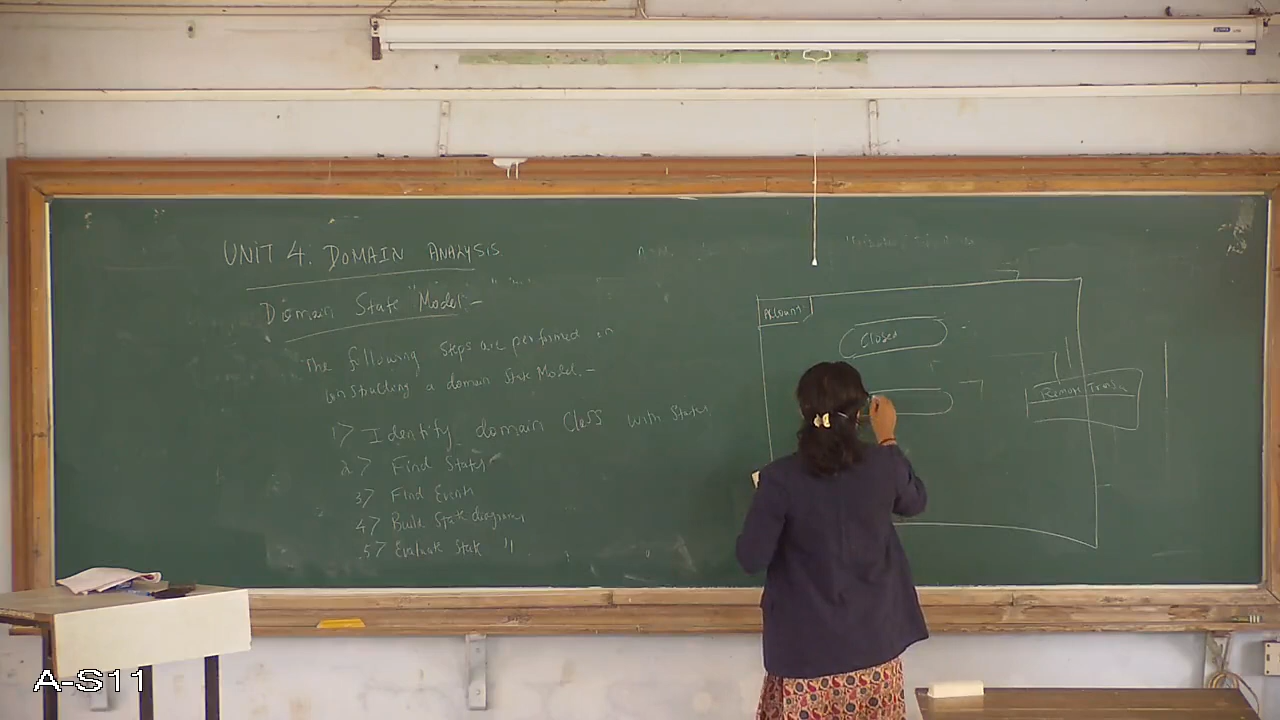 UNIT 4: DOMAIN ANALYSIS
Domain State "Model":-
The following Steps are performed in
Constructing a domain State Model.-
1> Identify domain Class with States
2> Find States
3> Find Events
4> Build State diagrams
5> Evaluate State "
Account
Closed
Remote Transa
A-S11